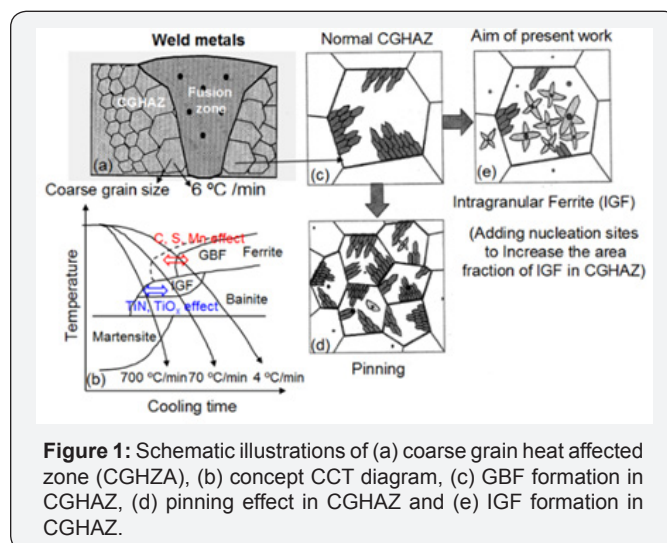 Weld metals
Normal CGHAZ
Aim of present work
CGHAZ
Fusion
zone
(a)
Coarse grain size
6 ºC /min
(c)
(e)
Intragranular Ferrite (IGF)
(Adding nucleation sites
to Increase the area
fraction of IGF in CGHAZ)
C, S, Mn effect
GBF
Ferrite
IGF
TiN, TiOx effect
Bainite
Martensite
Temperature
(b)
700 ºC/min
70 ºC/min
4 ºC/min
Cooling time
(d)
Pinning
Figure 1: Schematic illustrations of (a) coarse grain heat affected
zone (CGHZA), (b) concept CCT diagram, (c) GBF formation in
CGHAZ, (d) pinning effect in CGHAZ and (e) IGF formation in
CGHAZ.